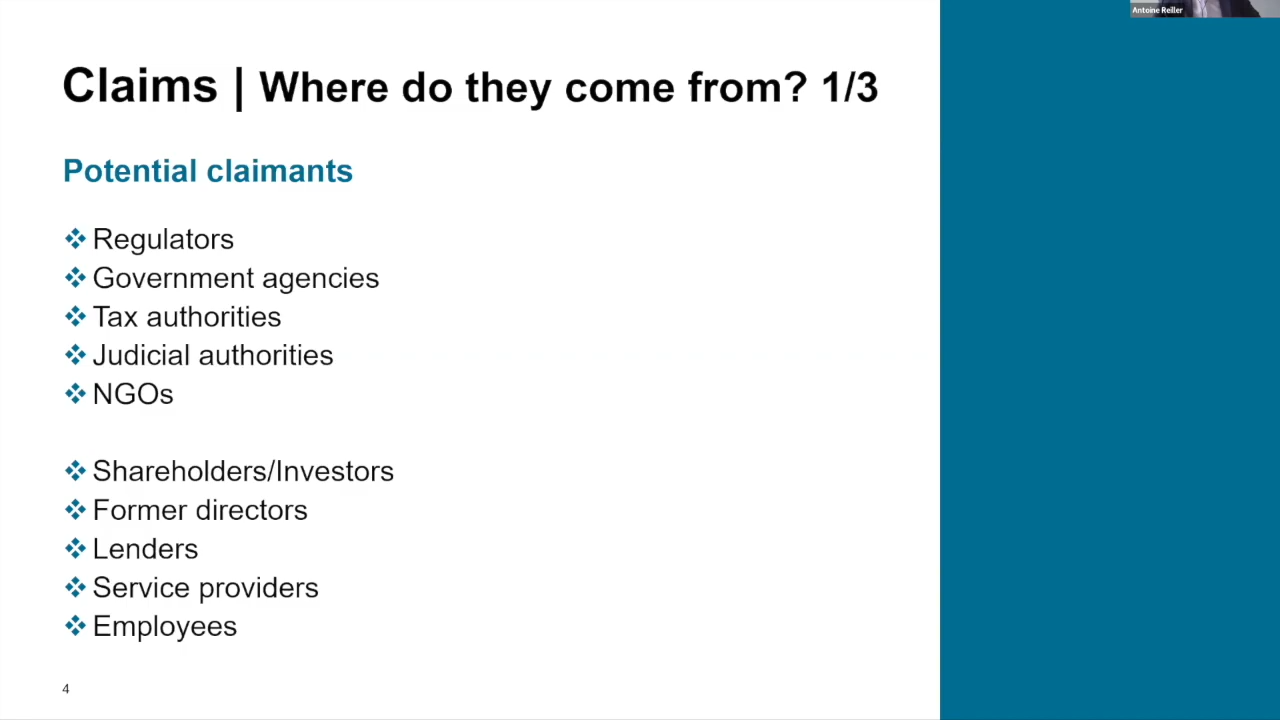 Antoine Reiller
Claims | Where do they come from? 1/3
Potential claimants
Regulators
Government agencies
Tax authorities
Judicial authorities
NGOs
Shareholders/Investors
Former directors
Lenders
Service providers
Employees
4